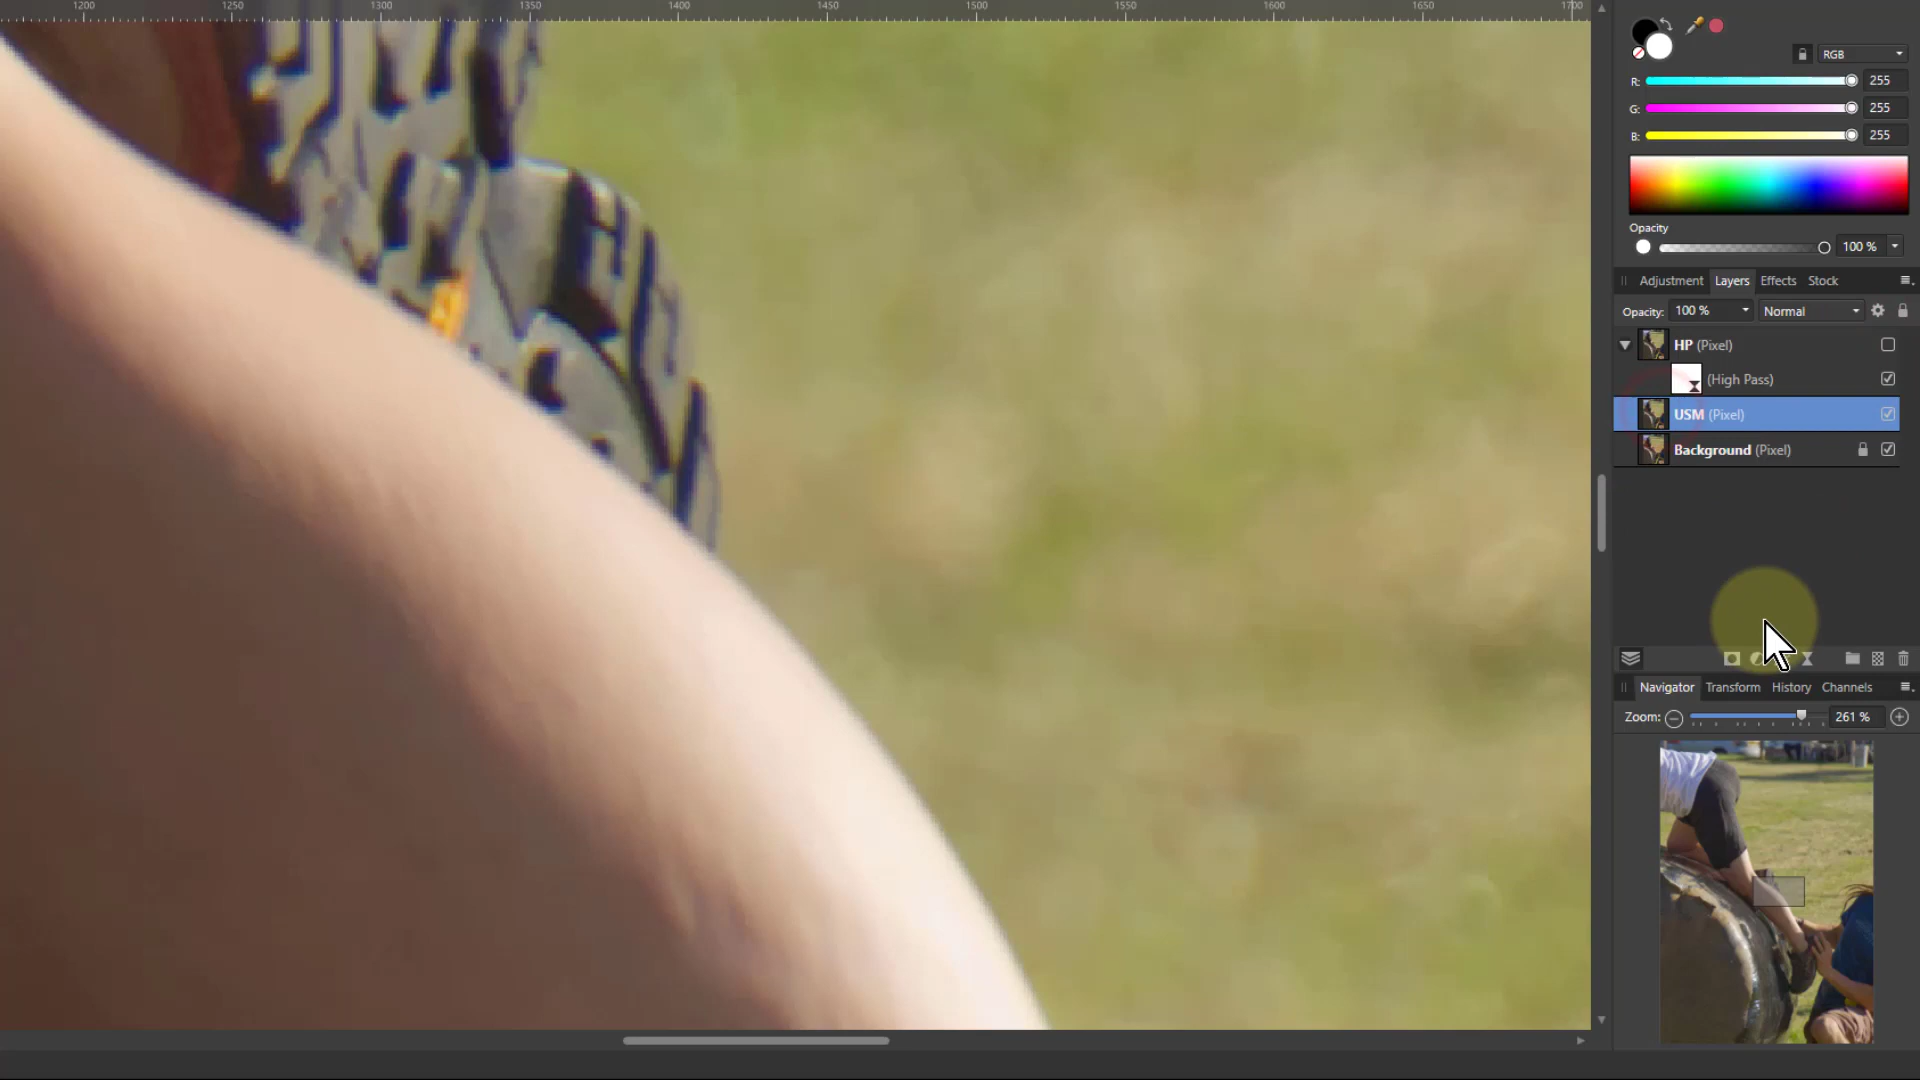 1200 1250 1300 1350 1400 1450 1500 1550 1600 1650 1700
RGB
R: 255
G: 255
B: 255
Opacity
100 %
Adjustment Layers Effects Stock
Opacity: 100 % Normal
HP (Pixel)
(High Pass)
USM (Pixel)
Background (Pixel)
Navigator Transform History Channels
Zoom: 261 %